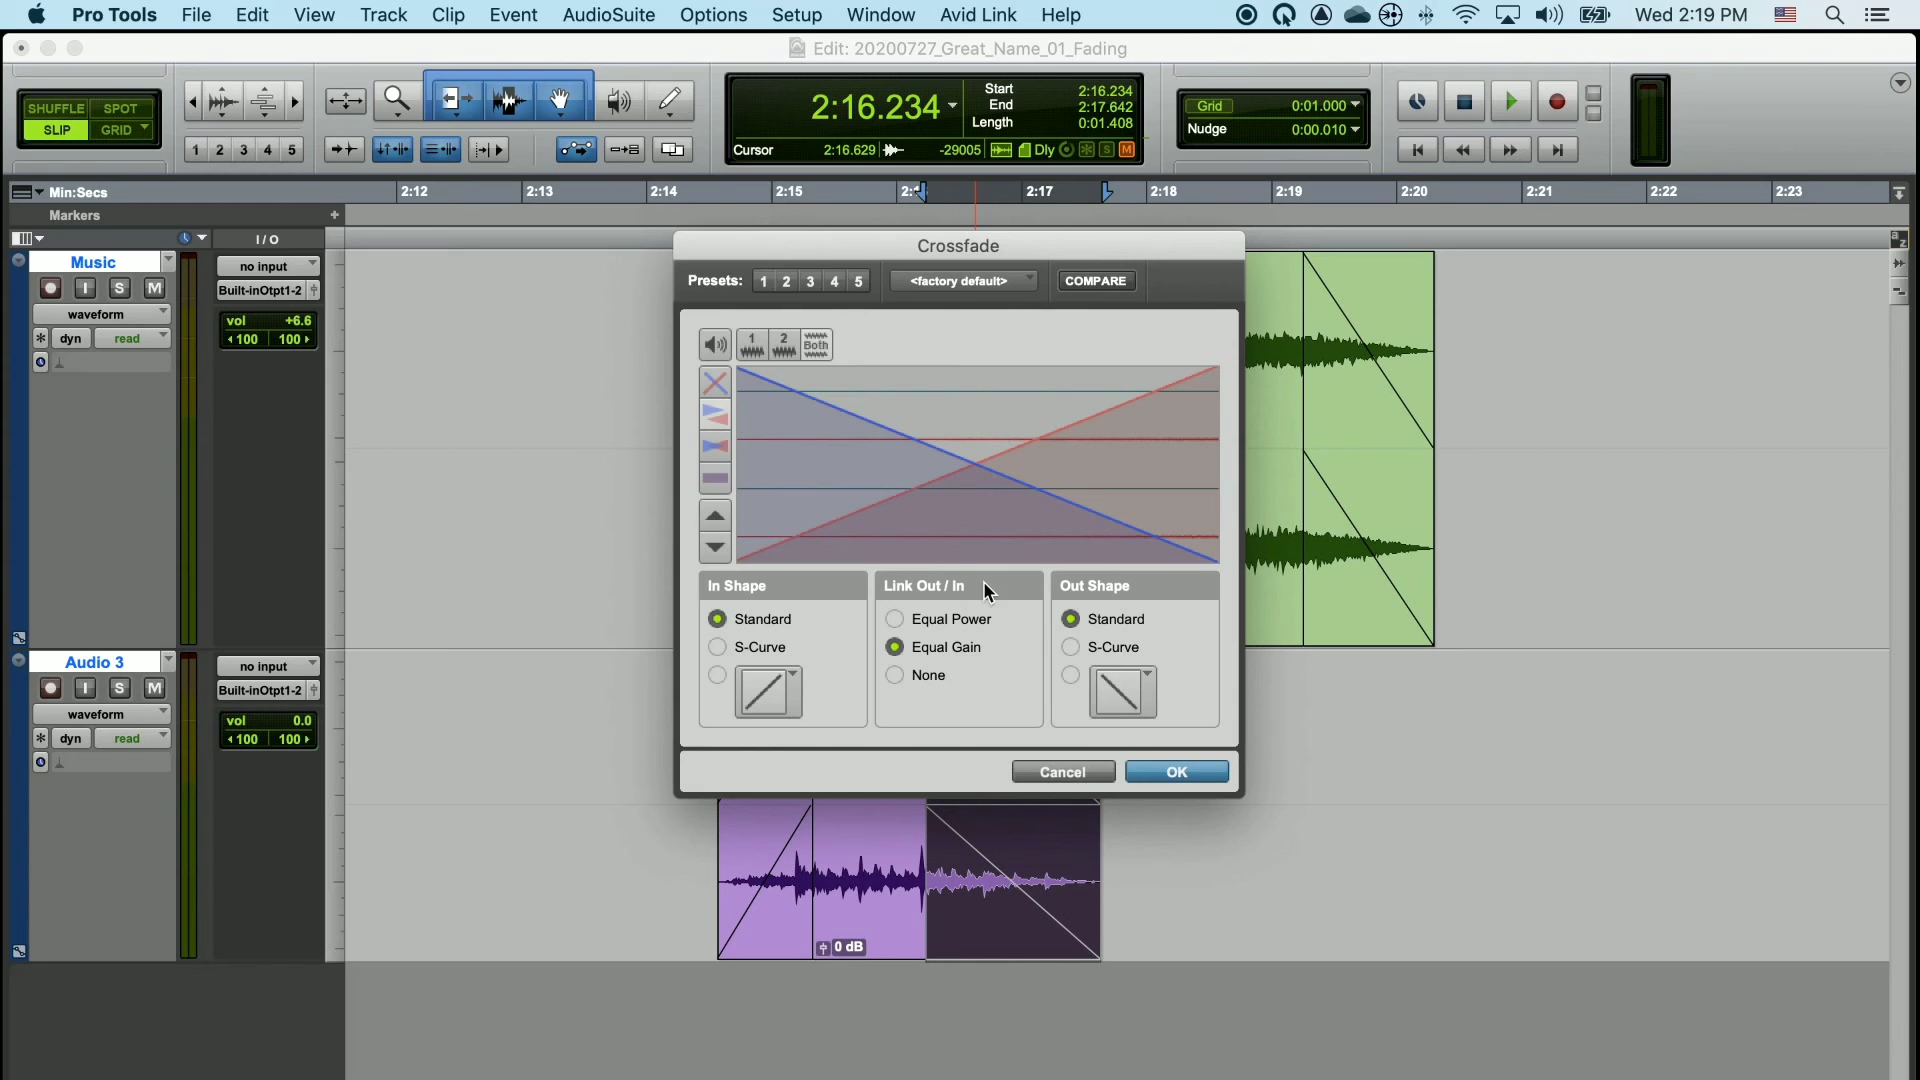 Pro Tools File Edit View Track Clip Event AudioSuite Options Setup Window Avid Link Help Wed 2:19 PM
Edit: 20200727_Great_Name_01_Fading
SHUFFLE SPOT
SLIP GRID
1 2 3 4 5
2:16.234
Start 2:16.234
End 2:17.642
Length 0:01.408
Cursor 2:16.629 -29005 Dly S M
Grid 0:01.000
Nudge 0:00.010
Min:Secs 2:12 2:13 2:14 2:15 2:17 2:18 2:19 2:20 2:21 2:22 2:23
Markers +
I/O
a z
Music no input
I S M Built-inOtpt1-2
waveform vol +6.6
* dyn read 100 100
Audio 3 no input
I S M Built-inOtpt1-2
waveform vol 0.0
* dyn read 100 100
Crossfade
Presets: 1 2 3 4 5 <factory default> COMPARE
1 2 Both
In Shape Link Out / In Out Shape
Standard Equal Power Standard
S-Curve Equal Gain S-Curve
None
Cancel OK
0 dB